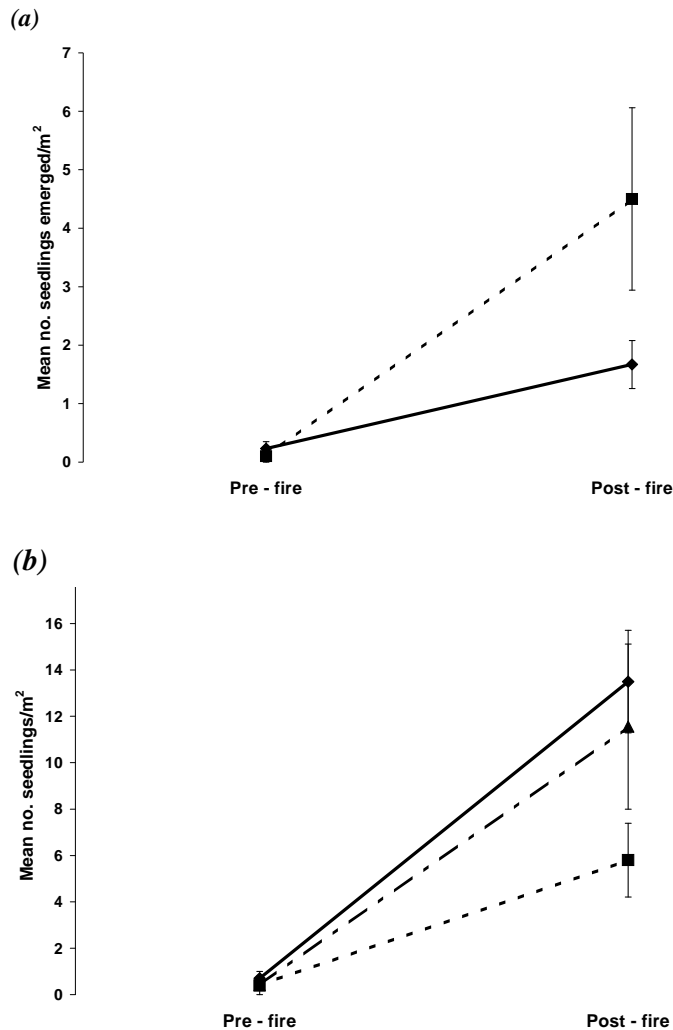 (a)
7
6
5
4
3
2
1
0
Mean no. seedlings emerged/m²
Pre - fire
Post - fire
(b)
16
14
12
10
8
6
4
2
0
Mean no. seedlings/m²
Pre - fire
Post - fire